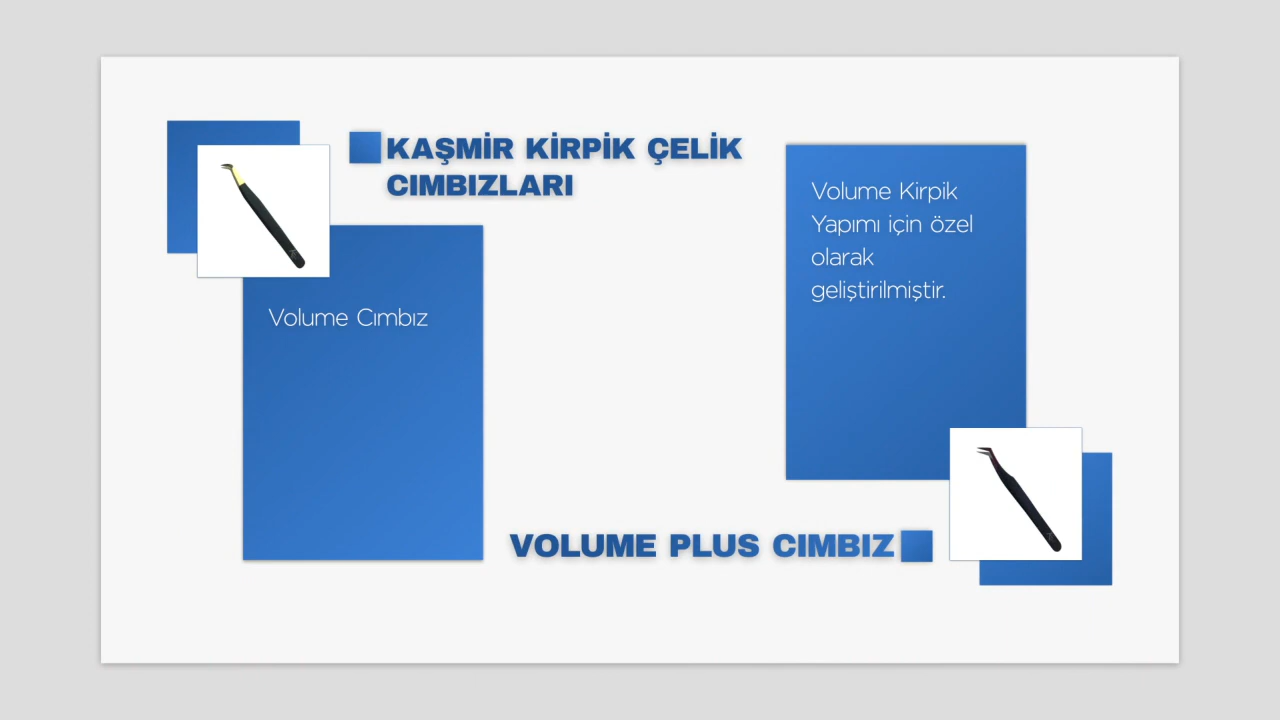 KAŞMİR KİRPİK ÇELİK
CIMBIZLARI
Volume Cımbız
Volume Kirpik
Yapımı için özel
olarak
geliştirilmiştir.
VOLUME PLUS CIMBIZ